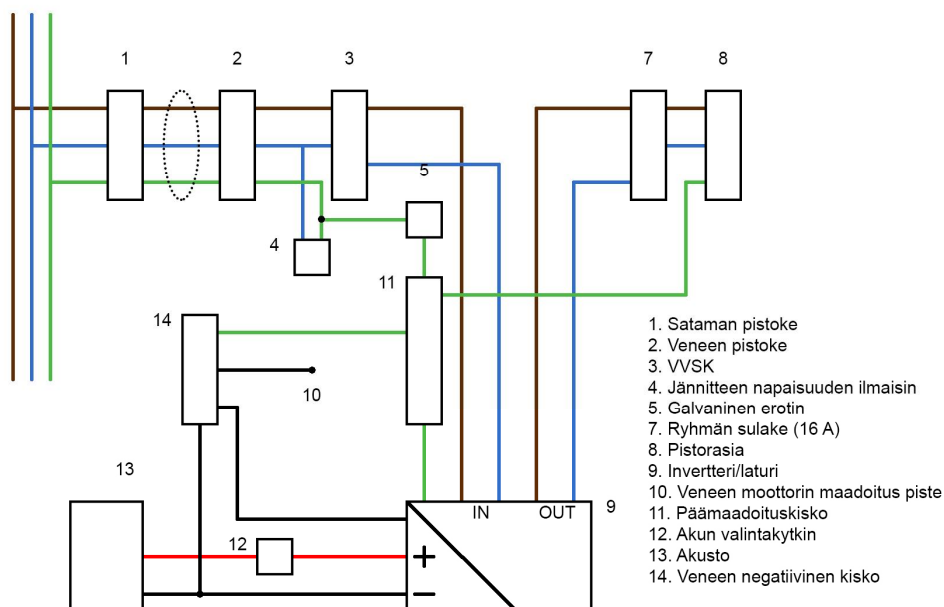 1
2
3
7
8
5
4
11
14
10
13
12
IN
OUT
9
+
−
1. Sataman pistoke
2. Veneen pistoke
3. VVSK
4. Jännitteen napaisuuden ilmaisin
5. Galvaninen erotin
7. Ryhmän sulake (16 A)
8. Pistorasia
9. Invertteri/laturi
10. Veneen moottorin maadoitus piste
11. Päämaadoituskisko
12. Akun valintakytkin
13. Akusto
14. Veneen negatiivinen kisko